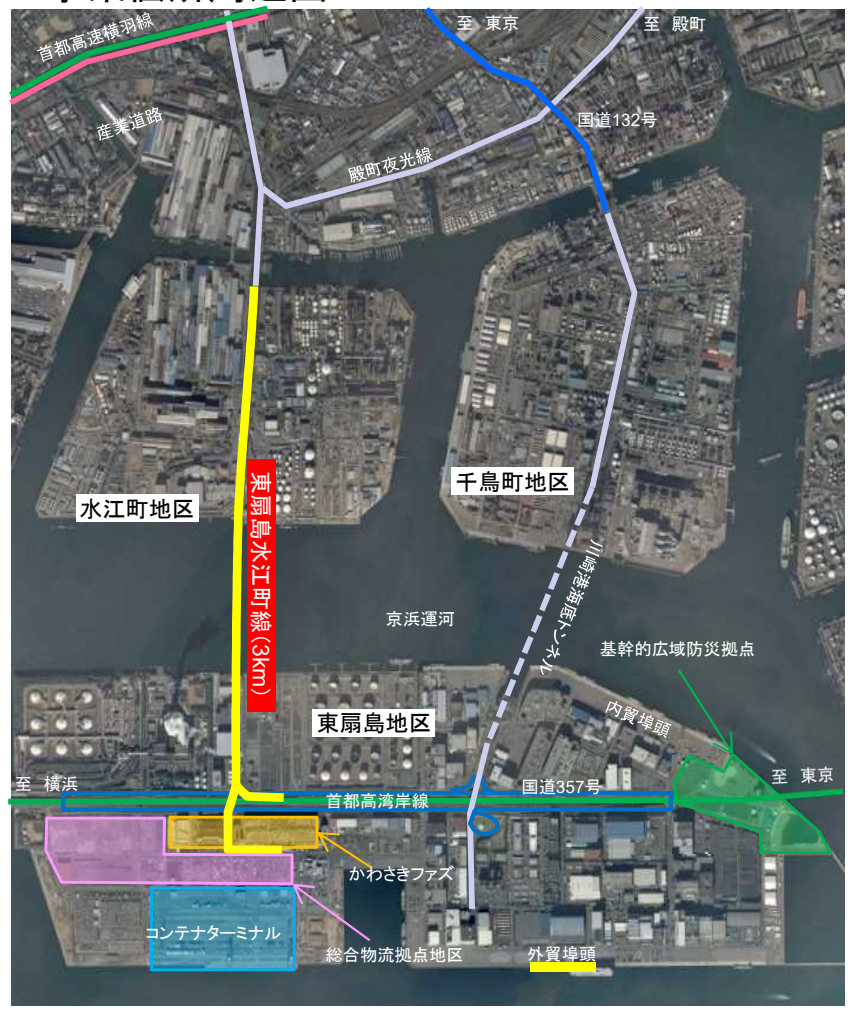 首都高速横羽線
至 東京
至 殿町
産業道路
国道132号
殿町夜光線
千鳥町地区
水江町地区
東扇島水江町線(3km)
川崎港海底トンネル
京浜運河
基幹的広域防災拠点
内貿埠頭
東扇島地区
至 横浜
国道357号
至 東京
首都高湾岸線
かわさきファズ
コンテナターミナル
総合物流拠点地区
外貿埠頭